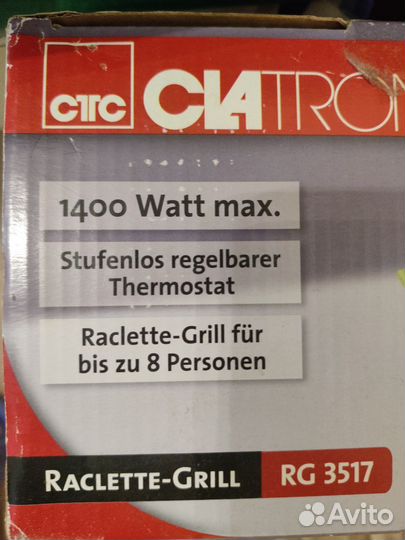 CTC CLATRON
1400 Watt max.
Stufenlos regelbarer
Thermostat
Raclette-Grill für
bis zu 8 Personen
RACLETTE-GRILL RG 3517
Avito